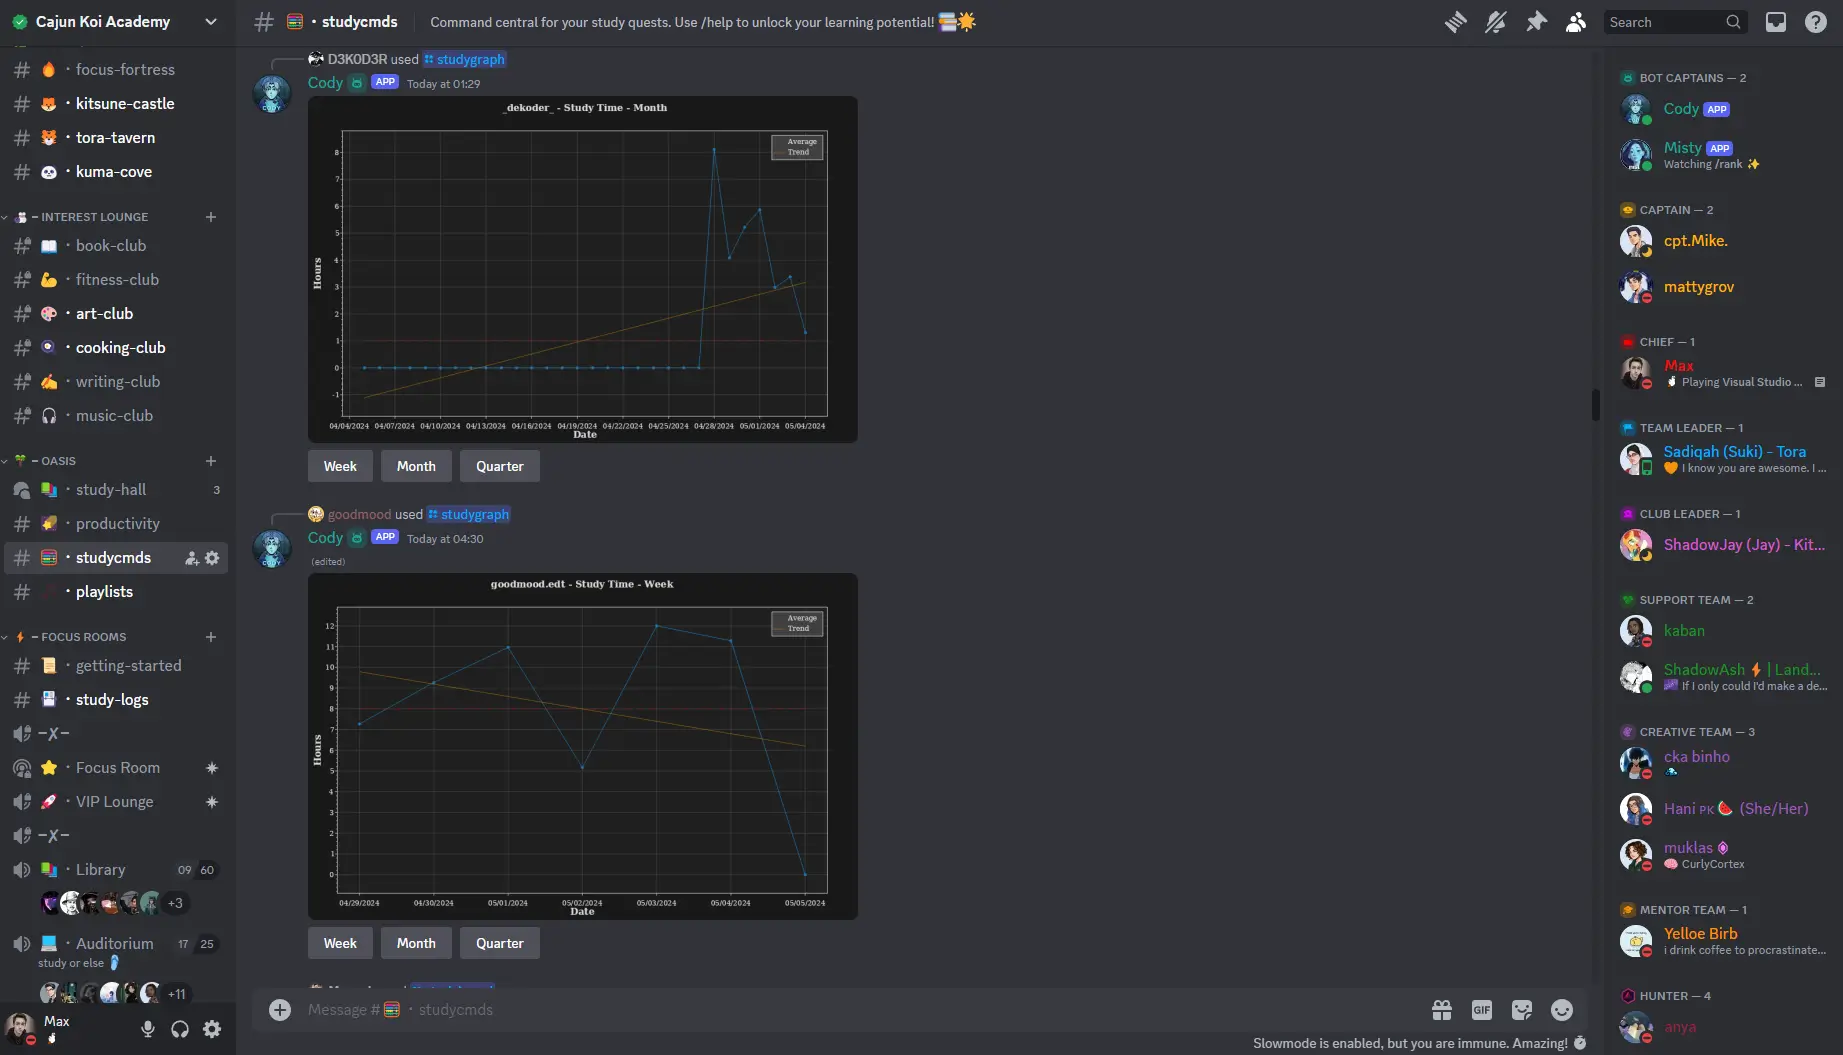 Cajun Koi Academy
focus-fortress
kitsune-castle
tora-tavern
kuma-cove
– INTEREST LOUNGE
book-club
fitness-club
art-club
cooking-club
writing-club
music-club
– OASIS
study-hall 3
productivity
studycmds
playlists
– FOCUS ROOMS
getting-started
study-logs
–X–
Focus Room
VIP Lounge
–X–
Library 09 60
+3
Auditorium 17 25
study or else
+11
Max
studycmds
Command central for your study quests. Use /help to unlock your learning potential!
Search
D3K0D3R used studygraph
Cody APP Today at 01:29
_dekoder_ - Study Time - Month
Average
Trend
8
7
6
5
4
3
2
1
0
-1
Hours
04/04/2024 04/07/2024 04/10/2024 04/13/2024 04/16/2024 04/19/2024 04/22/2024 04/25/2024 04/28/2024 05/01/2024 05/04/2024
Date
Week Month Quarter
goodmood used studygraph
Cody APP Today at 04:30
(edited)
goodmood.edt - Study Time - Week
Average
Trend
12
11
10
9
8
7
6
5
4
3
2
1
0
Hours
04/29/2024 04/30/2024 05/01/2024 05/02/2024 05/03/2024 05/04/2024 05/05/2024
Date
Week Month Quarter
Message # studycmds
GIF
Slowmode is enabled, but you are immune. Amazing!
BOT CAPTAINS — 2
Cody APP
Misty APP
Watching /rank
CAPTAIN — 2
cpt.Mike.
mattygrov
CHIEF — 1
Max
Playing Visual Studio ...
TEAM LEADER — 1
Sadiqah (Suki) - Tora
I know you are awesome. I ...
CLUB LEADER — 1
ShadowJay (Jay) - Kit...
SUPPORT TEAM — 2
kaban
ShadowAsh | Land...
If I only could I'd make a de...
CREATIVE TEAM — 3
cka binho
Hani PK (She/Her)
muklas
CurlyCortex
MENTOR TEAM — 1
Yelloe Birb
i drink coffee to procrastinate...
HUNTER — 4
anya